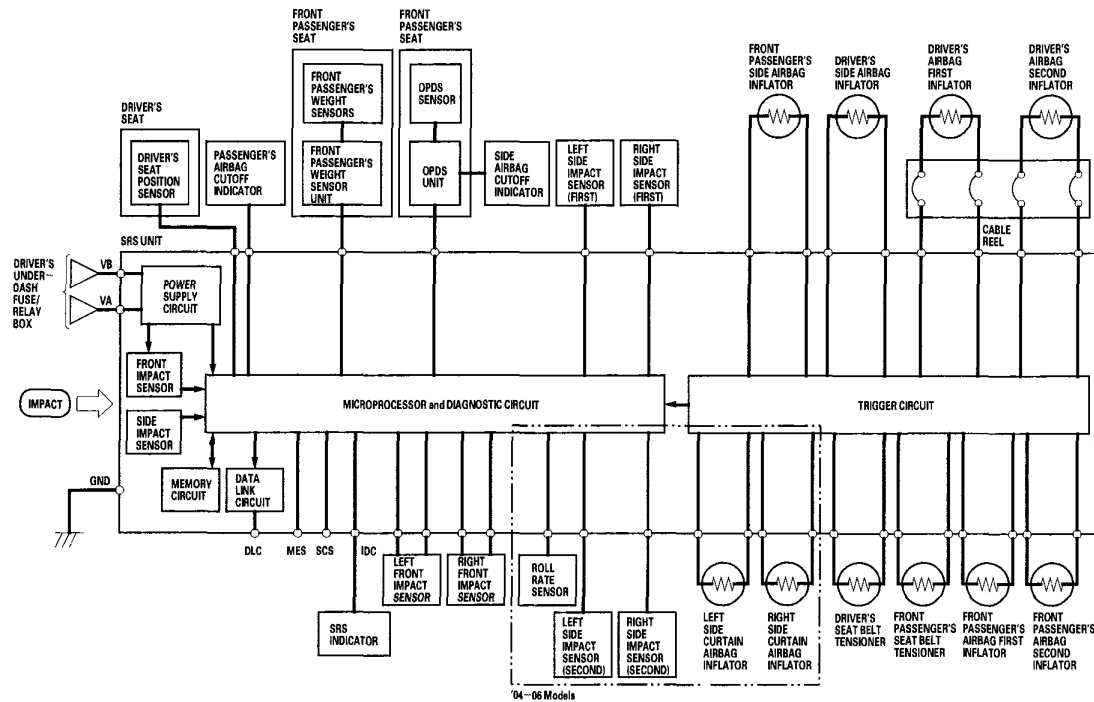 FRONT
PASSENGER'S
SEAT
FRONT
PASSENGER'S
SEAT
FRONT
PASSENGER'S
WEIGHT
SENSORS
FRONT
PASSENGER'S
WEIGHT SENSOR
UNIT
OPDS
SENSOR
OPDS
UNIT
DRIVER'S
SEAT
DRIVER'S
SEAT
POSITION
SENSOR
PASSENGER'S
AIRBAG
CUTOFF
INDICATOR
SIDE
AIRBAG
CUTOFF
INDICATOR
LEFT
SIDE
IMPACT
SENSOR
(FIRST)
RIGHT
SIDE
IMPACT
SENSOR
(FIRST)
FRONT
PASSENGER'S
SIDE AIRBAG
INFLATOR
DRIVER'S
SIDE AIRBAG
INFLATOR
DRIVER'S
AIRBAG
FIRST
INFLATOR
DRIVER'S
AIRBAG
SECOND
INFLATOR
CABLE
REEL
SRS UNIT
DRIVER'S
UNDER-
DASH
FUSE/
RELAY
BOX
VB
VA
POWER
SUPPLY
CIRCUIT
FRONT
IMPACT
SENSOR
IMPACT
SIDE
IMPACT
SENSOR
MICROPROCESSOR and DIAGNOSTIC CIRCUIT
TRIGGER CIRCUIT
GND
MEMORY
CIRCUIT
DATA
LINK
CIRCUIT
DLC
MES
SCS
IDC
SRS
INDICATOR
LEFT
FRONT
IMPACT
SENSOR
RIGHT
FRONT
IMPACT
SENSOR
ROLL
RATE
SENSOR
LEFT
SIDE
IMPACT
SENSOR
(SECOND)
RIGHT
SIDE
IMPACT
SENSOR
(SECOND)
LEFT
SIDE
CURTAIN
AIRBAG
INFLATOR
RIGHT
SIDE
CURTAIN
AIRBAG
INFLATOR
DRIVER'S
SEAT BELT
TENSIONER
FRONT
PASSENGER'S
SEAT BELT
TENSIONER
FRONT
PASSENGER'S
AIRBAG FIRST
INFLATOR
FRONT
PASSENGER'S
AIRBAG
SECOND
INFLATOR
'04-06 Models